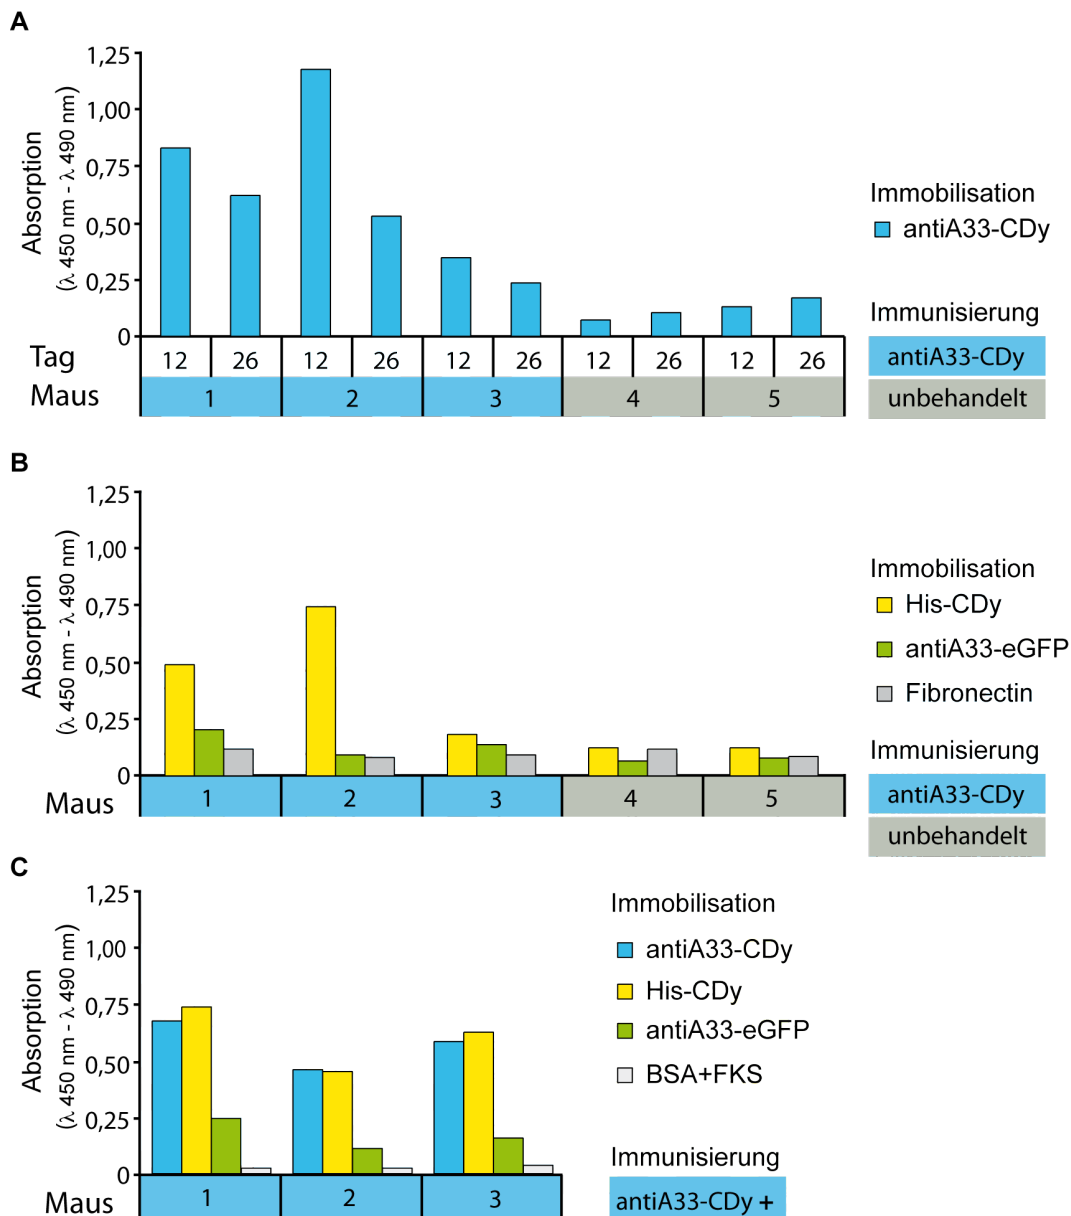 A
1,25
1,00
0,75
0,50
0,25
0
Absorption
(λ 450 nm - λ 490 nm)
Immobilisation
antiA33-CDy
Immunisierung
antiA33-CDy
unbehandelt
Tag 12 26 12 26 12 26 12 26 12 26
Maus 1 2 3 4 5
B
1,25
1,00
0,75
0,50
0,25
0
Absorption
(λ 450 nm - λ 490 nm)
Immobilisation
His-CDy
antiA33-eGFP
Fibronectin
Immunisierung
antiA33-CDy
unbehandelt
Maus 1 2 3 4 5
C
1,25
1,00
0,75
0,50
0,25
0
Absorption
(λ 450 nm - λ 490 nm)
Immobilisation
antiA33-CDy
His-CDy
antiA33-eGFP
BSA+FKS
Immunisierung
antiA33-CDy +
Maus 1 2 3